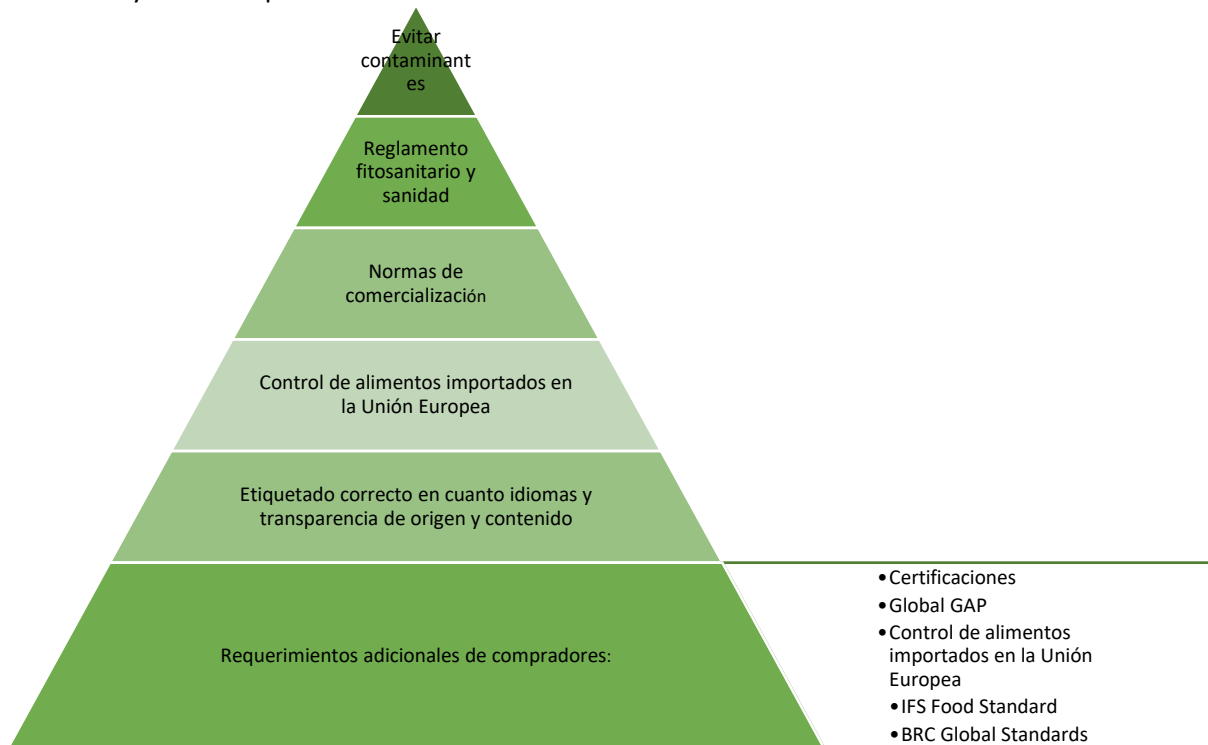 Evitar
contaminant
es
Reglamento
fitosanitario y
sanidad
Normas de
comercialización
Control de alimentos importados en
la Unión Europea
Etiquetado correcto en cuanto idiomas y
transparencia de origen y contenido
Requerimientos adicionales de compradores:
•Certificaciones
•Global GAP
•Control de alimentos
importados en la Unión
Europea
•IFS Food Standard
•BRC Global Standards